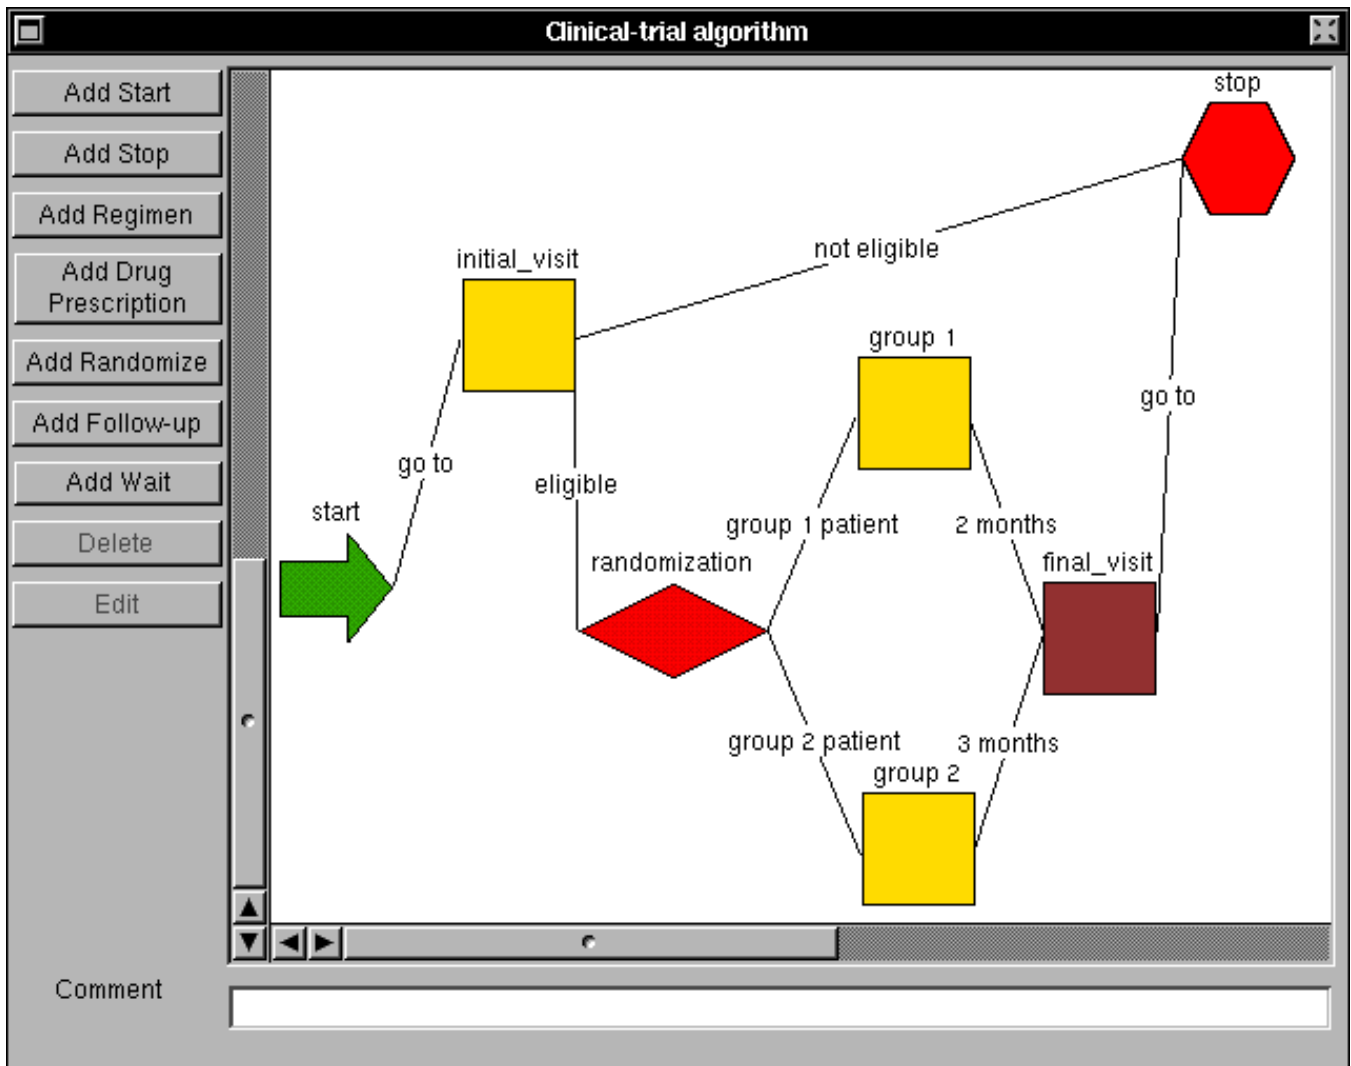 Clinical-trial algorithm
Add Start
Add Stop
Add Regimen
Add Drug
Prescription
Add Randomize
Add Follow-up
Add Wait
Delete
Edit
stop
not eligible
initial_visit
group 1
go to
go to
eligible
start
group 1 patient
2 months
randomization
final_visit
group 2 patient
3 months
group 2
Comment